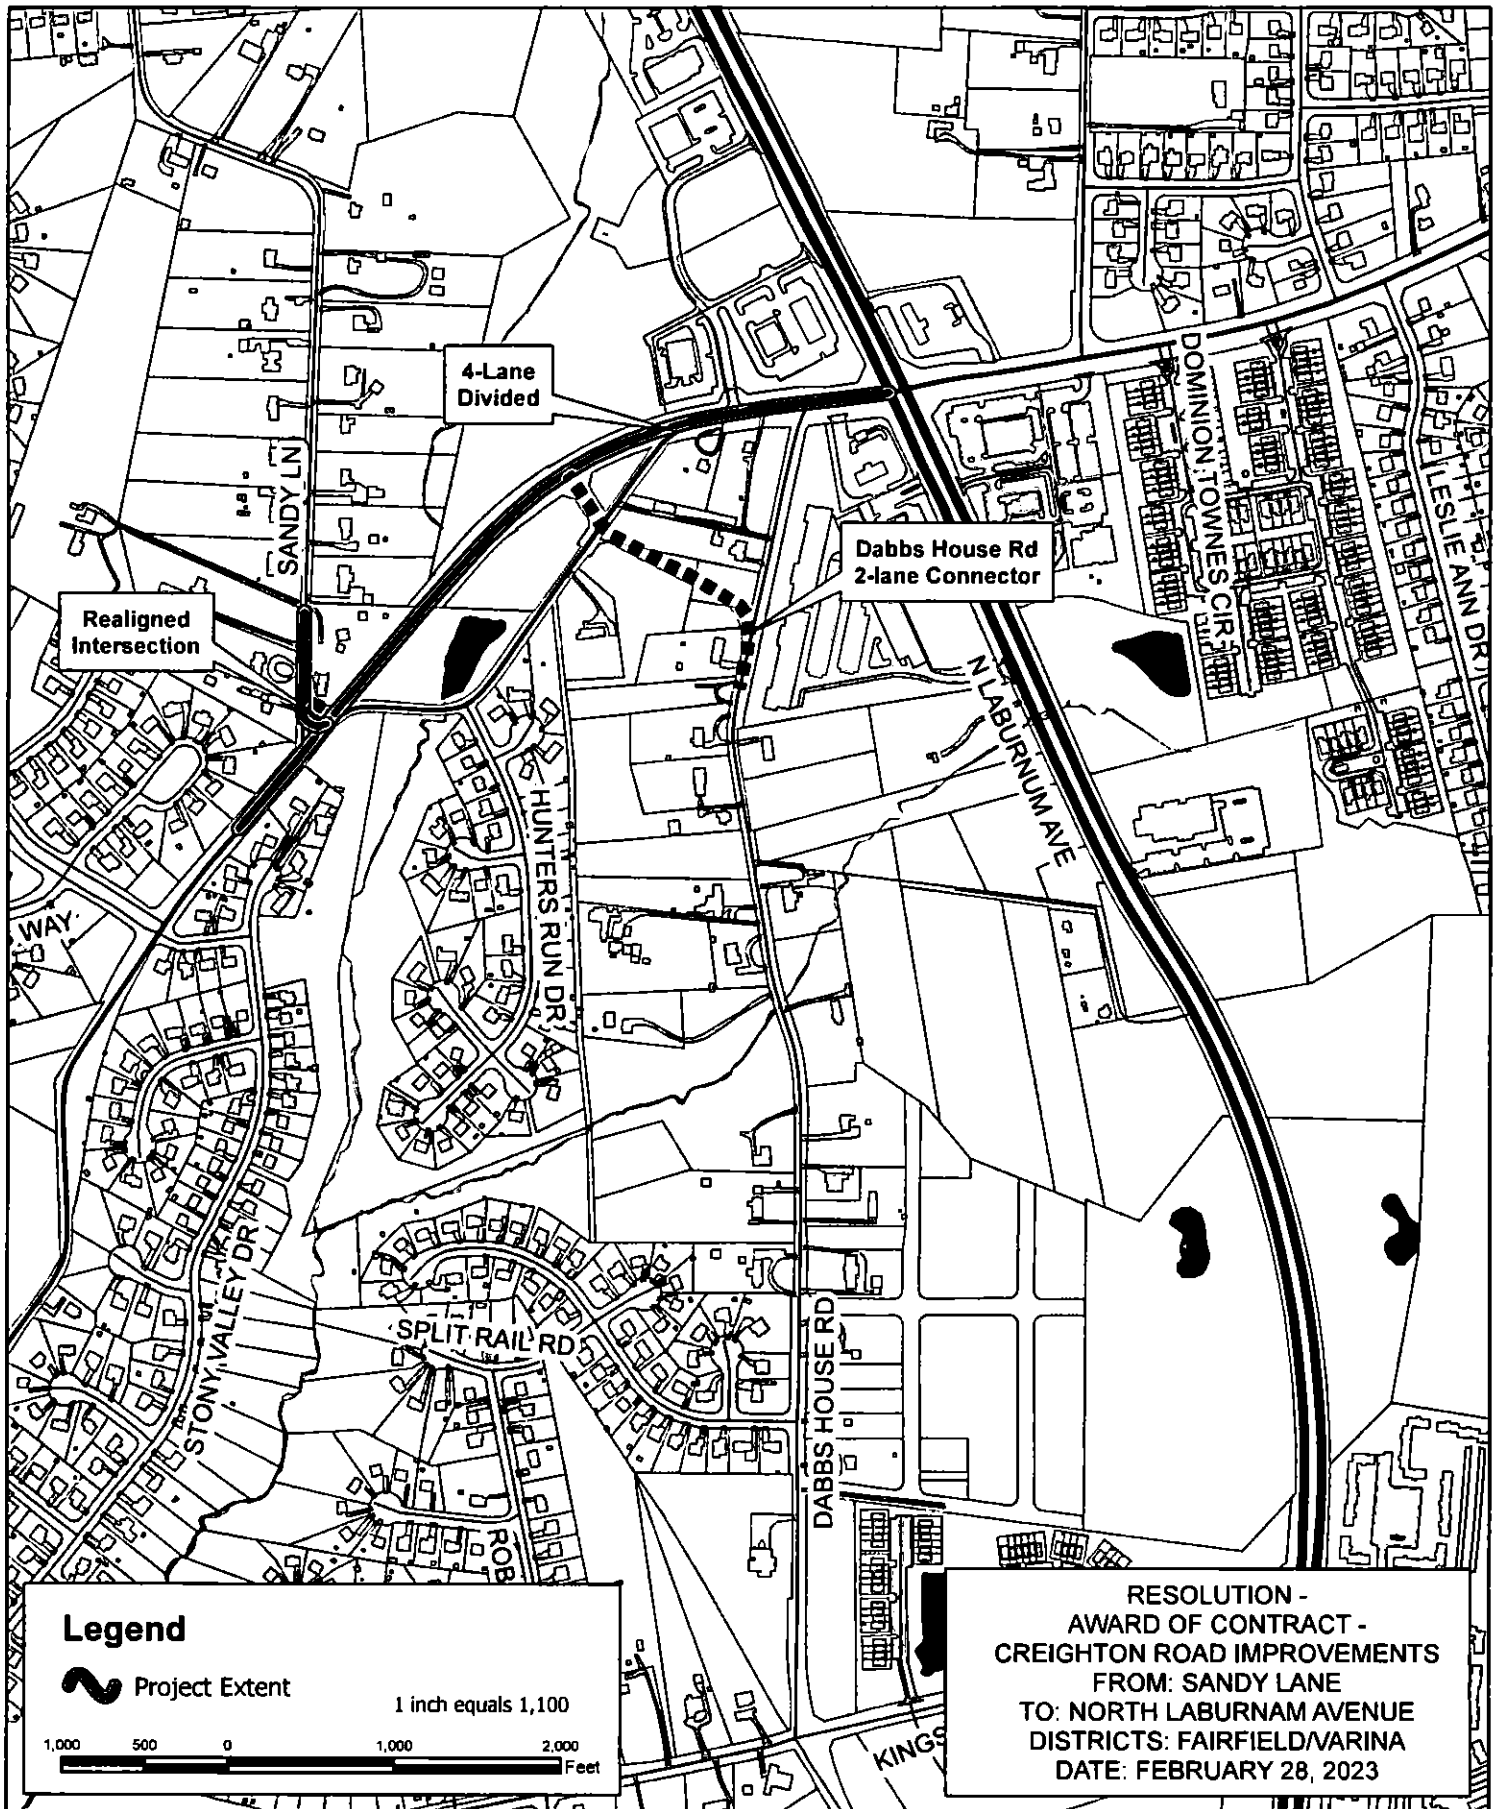 4-Lane
Divided
SANDY LN
DOMINION TOWNES CIR
LESLIE ANN DR
Dabbs House Rd
2-lane Connector
Realigned
Intersection
N LABURNUM AVE
HUNTERS RUN DR
WAY
STONY VALLEY DR
SPLIT RAIL RD
DABBS HOUSE RD
ROB
KINGS
Legend
Project Extent
1 inch equals 1,100
1,000 500 0 1,000 2,000
Feet
RESOLUTION -
AWARD OF CONTRACT -
CREIGHTON ROAD IMPROVEMENTS
FROM: SANDY LANE
TO: NORTH LABURNAM AVENUE
DISTRICTS: FAIRFIELD/VARINA
DATE: FEBRUARY 28, 2023